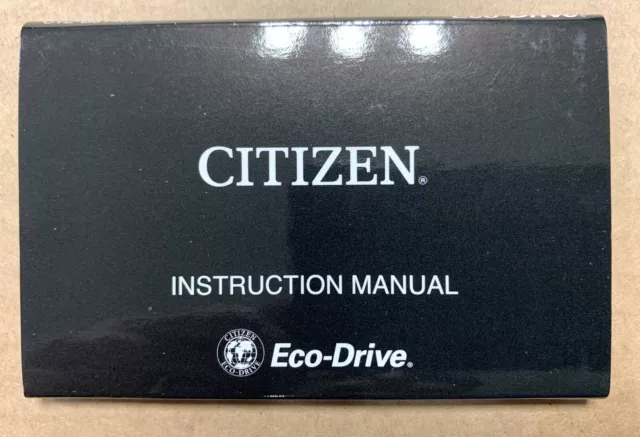 CITIZEN®
INSTRUCTION MANUAL
CITIZEN
ECO-DRIVE
Eco-Drive®